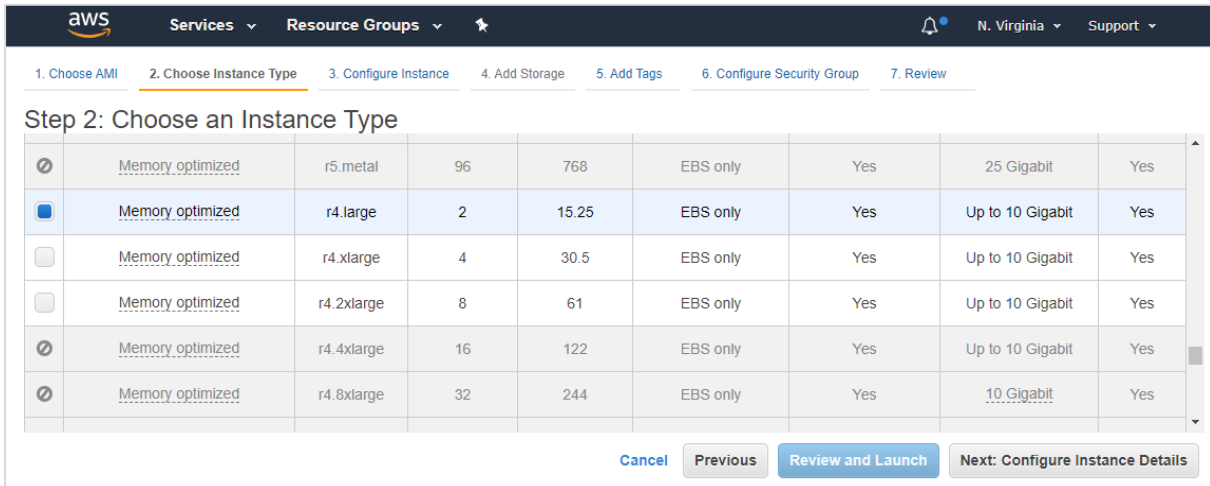 aws Services Resource Groups N. Virginia Support
1. Choose AMI 2. Choose Instance Type 3. Configure Instance 4. Add Storage 5. Add Tags 6. Configure Security Group 7. Review
Step 2: Choose an Instance Type
Memory optimized r5.metal 96 768 EBS only Yes 25 Gigabit Yes
Memory optimized r4.large 2 15.25 EBS only Yes Up to 10 Gigabit Yes
Memory optimized r4.xlarge 4 30.5 EBS only Yes Up to 10 Gigabit Yes
Memory optimized r4.2xlarge 8 61 EBS only Yes Up to 10 Gigabit Yes
Memory optimized r4.4xlarge 16 122 EBS only Yes Up to 10 Gigabit Yes
Memory optimized r4.8xlarge 32 244 EBS only Yes 10 Gigabit Yes
Cancel Previous Review and Launch Next: Configure Instance Details